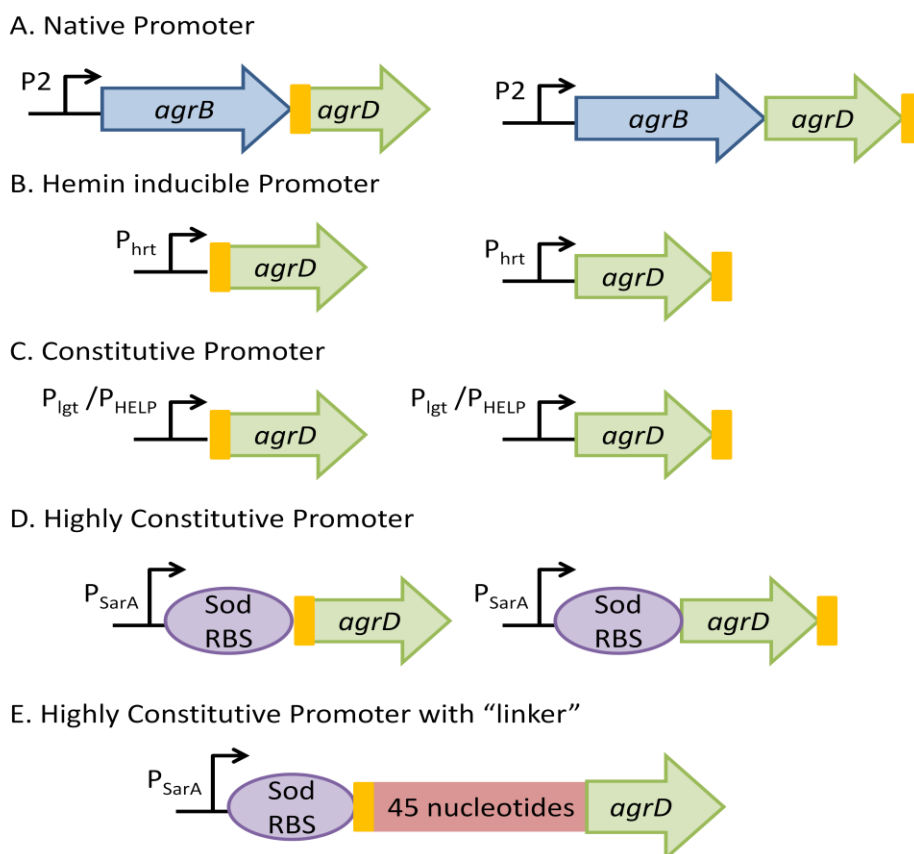 A. Native Promoter
P2 agrB agrD P2 agrB agrD
B. Hemin inducible Promoter
Phrt agrD Phrt agrD
C. Constitutive Promoter
Plgt /PHELP agrD Plgt /PHELP agrD
D. Highly Constitutive Promoter
PSarA Sod RBS agrD PSarA Sod RBS agrD
E. Highly Constitutive Promoter with “linker”
PSarA Sod RBS 45 nucleotides agrD